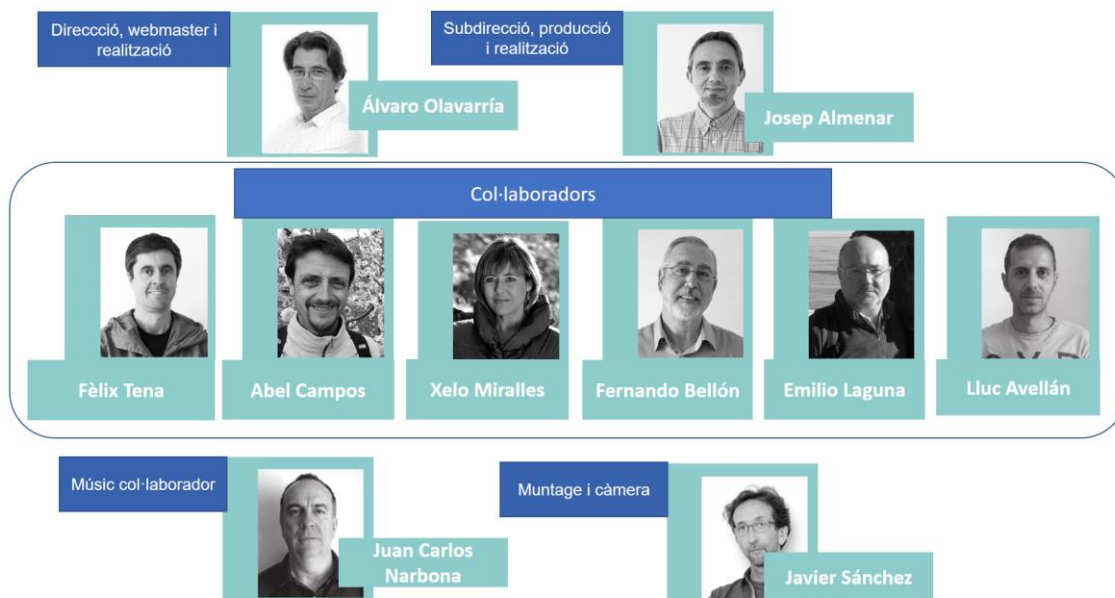 Direccció, webmaster i
realització
Álvaro Olavarría
Subdirecció, producció
i realització
Josep Almenar
Col·laboradors
Fèlix Tena
Abel Campos
Xelo Miralles
Fernando Bellón
Emilio Laguna
Lluc Avellán
Músic col·laborador
Juan Carlos
Narbona
Muntage i càmera
Javier Sánchez